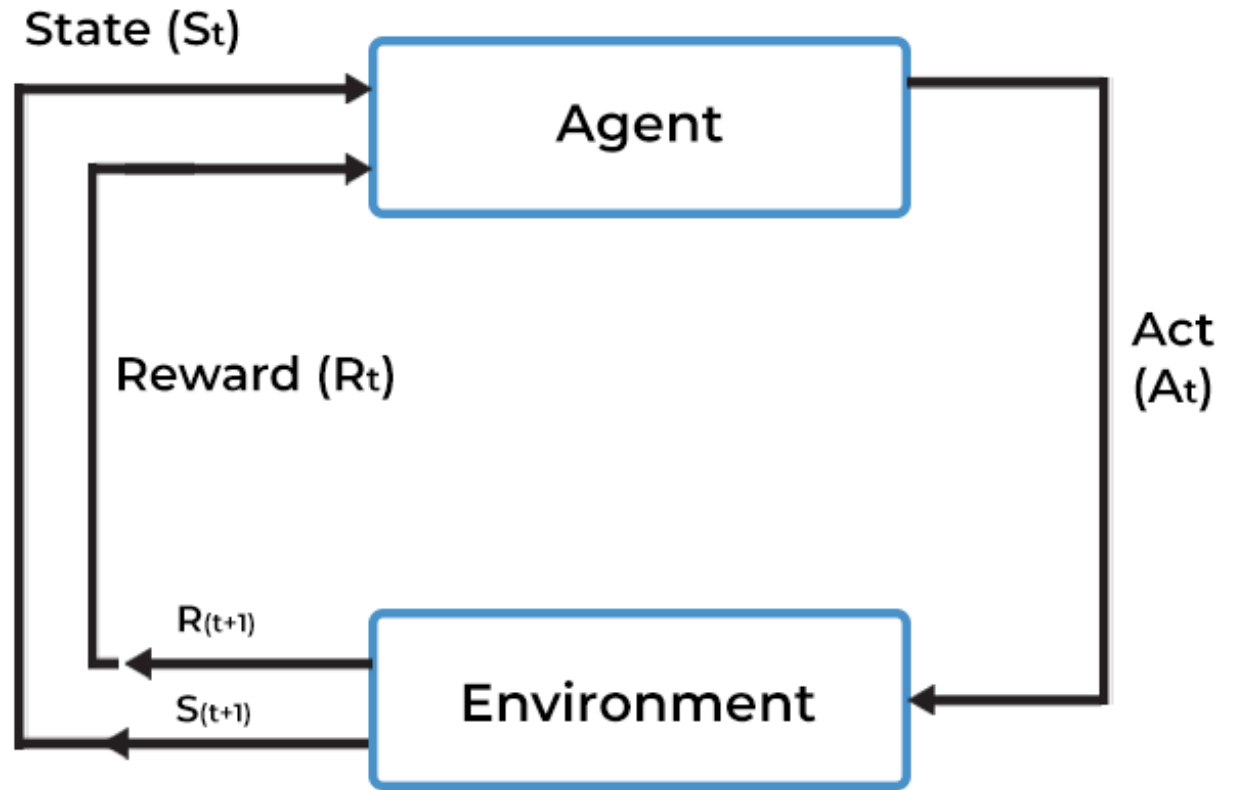 State (St)
Agent
Act
(At)
Reward (Rt)
R(t+1)
S(t+1)
Environment